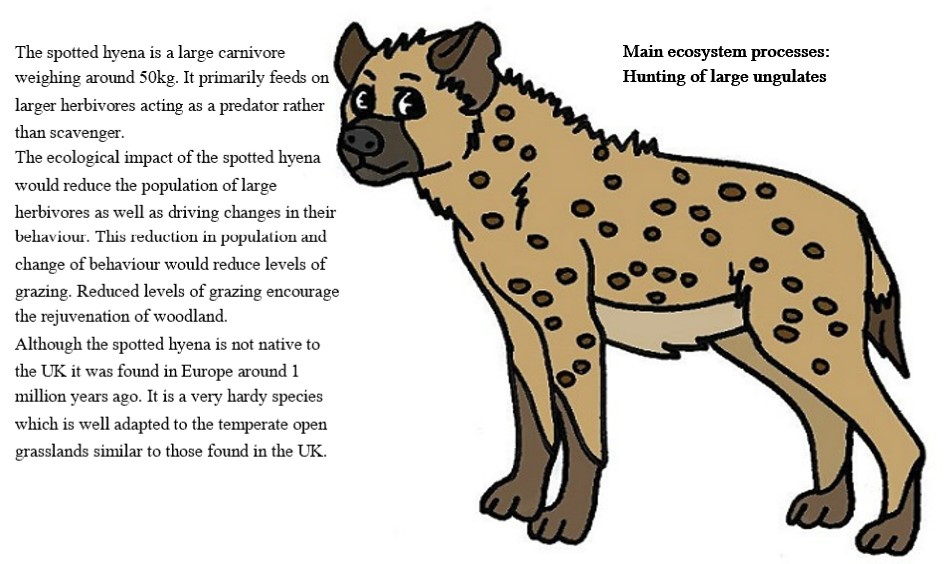 The spotted hyena is a large carnivore
weighing around 50kg. It primarily feeds on
larger herbivores acting as a predator rather
than scavenger.
The ecological impact of the spotted hyena
would reduce the population of large
herbivores as well as driving changes in their
behaviour. This reduction in population and
change of behaviour would reduce levels of
grazing. Reduced levels of grazing encourage
the rejuvenation of woodland.
Although the spotted hyena is not native to
the UK it was found in Europe around 1
million years ago. It is a very hardy species
which is well adapted to the temperate open
grasslands similar to those found in the UK.
Main ecosystem processes:
Hunting of large ungulates